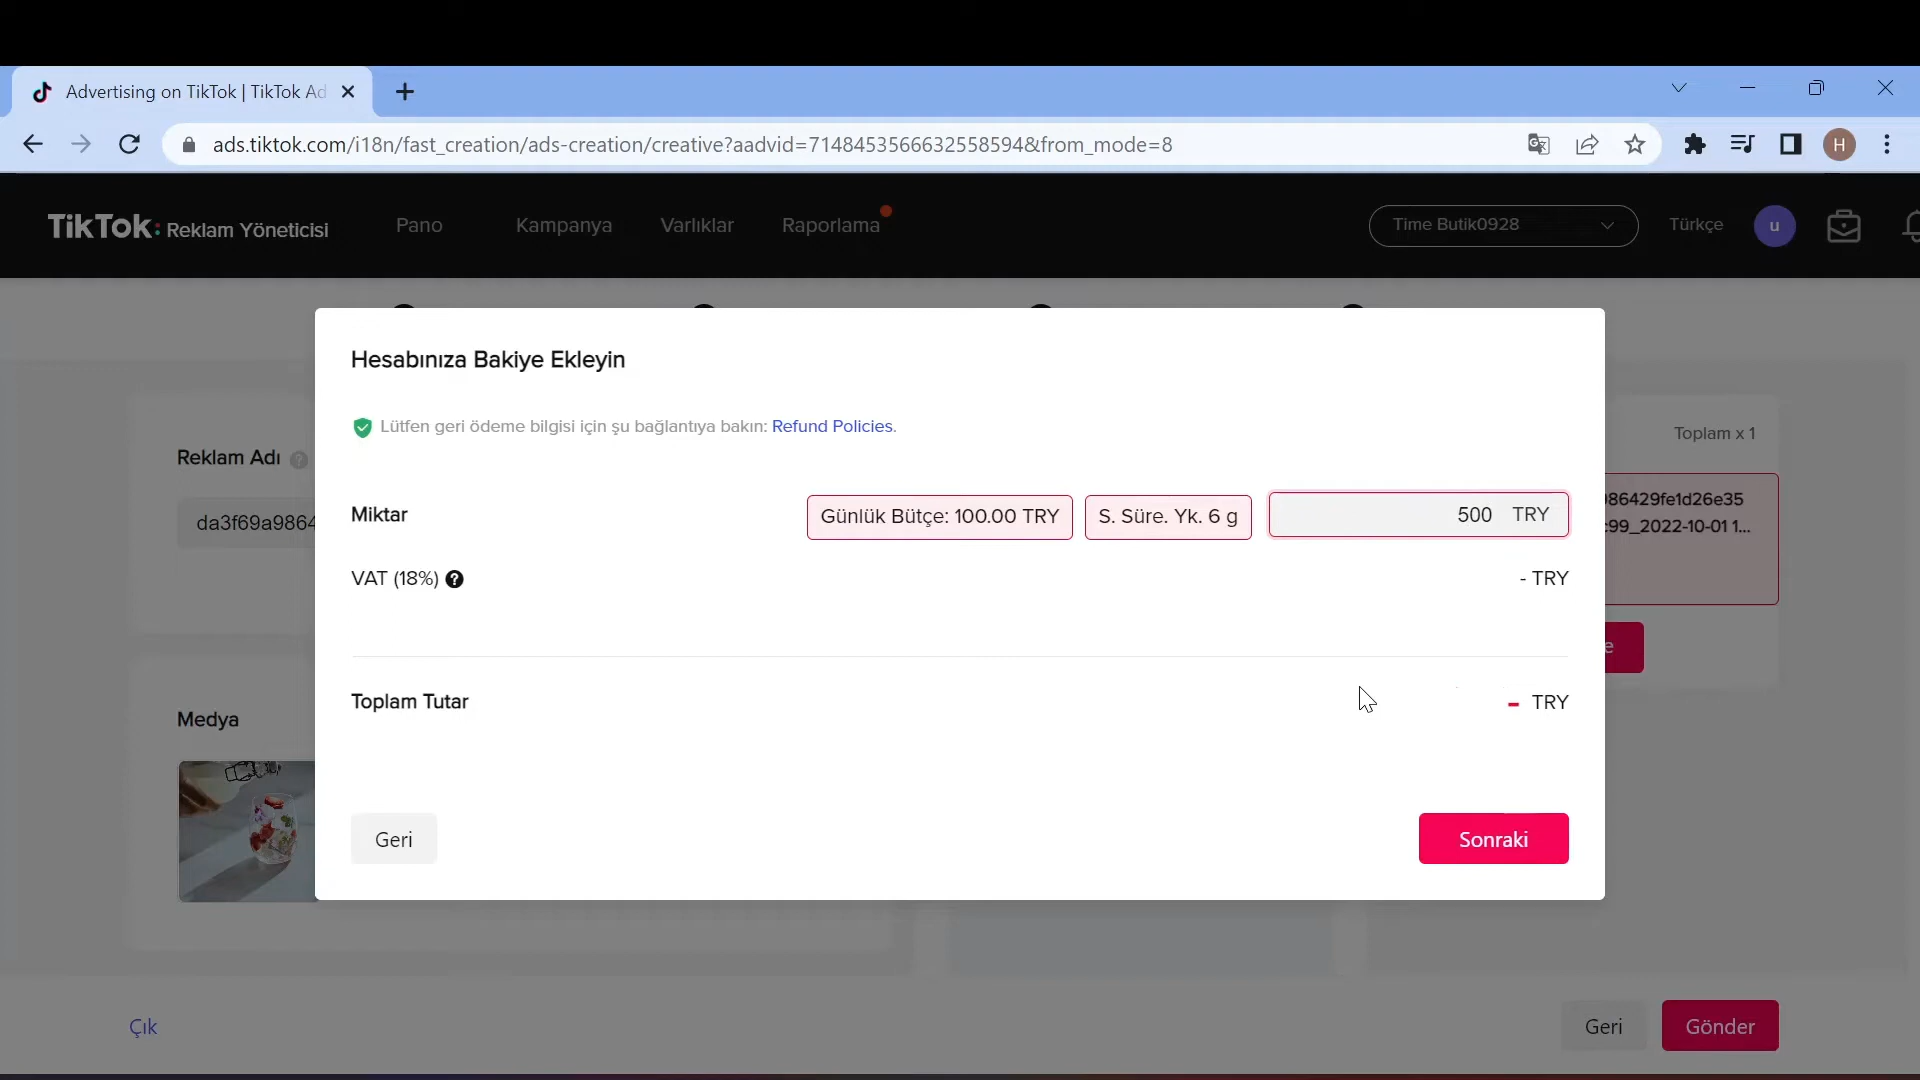 Advertising on TikTok | TikTok Ad
ads.tiktok.com/i18n/fast_creation/ads-creation/creative?aadvid=7148453566632558594&from_mode=8
H
TikTok: Reklam Yöneticisi
Pano
Kampanya
Varlıklar
Raporlama
Time Butik0928
Türkçe
u
Hesabınıza Bakiye Ekleyin
Lütfen geri ödeme bilgisi için şu bağlantıya bakın: Refund Policies.
Toplam x 1
Reklam Adı
da3f69a9864
986429fe1d26e35
c99_2022-10-01 1...
Miktar
Günlük Bütçe: 100.00 TRY
S. Süre. Yk. 6 g
500 TRY
VAT (18%) ?
- TRY
e
Toplam Tutar
- TRY
Medya
Geri
Sonraki
Çık
Geri
Gönder